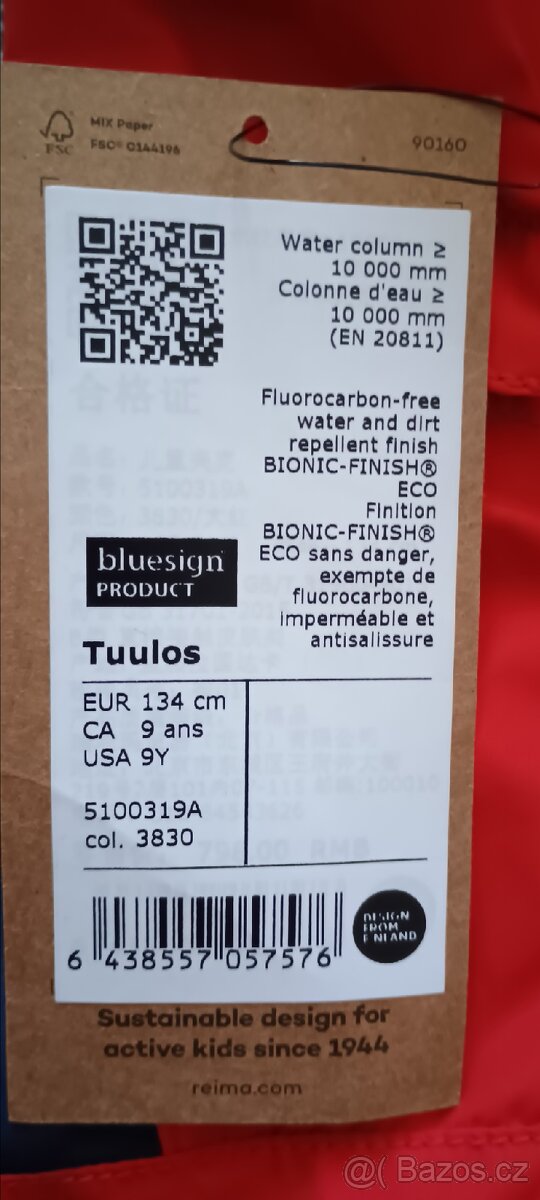 MIX Paper
FSC® C144196
FSC
90160
Water column ≥
10 000 mm
Colonne d'eau ≥
10 000 mm
(EN 20811)
Fluorocarbon-free
water and dirt
repellent finish
BIONIC-FINISH®
ECO
Finition
BIONIC-FINISH®
ECO sans danger,
exempte de
fluorocarbone,
imperméable et
antisalissure
bluesign®
PRODUCT
Tuulos
EUR 134 cm
CA 9 ans
USA 9Y
5100319A
col. 3830
6 438557 057576
DESIGN
FROM
FINLAND
Sustainable design for
active kids since 1944
reima.com
@( Bazos.cz